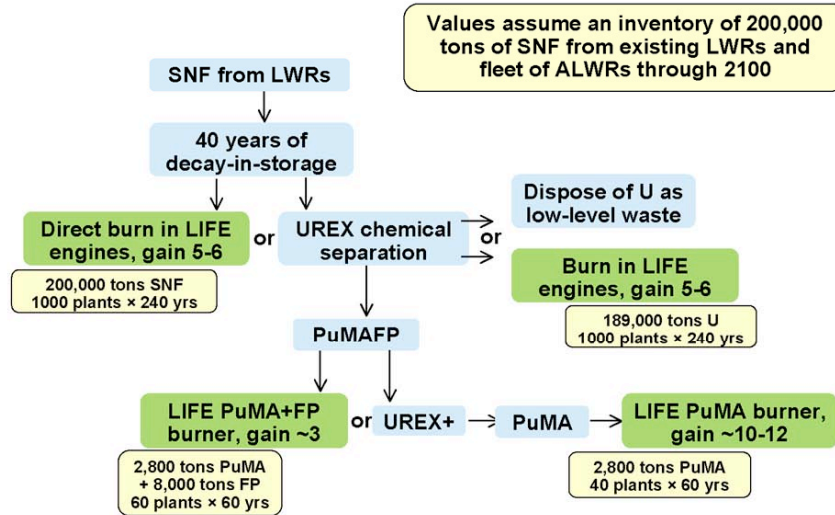 Values assume an inventory of 200,000
tons of SNF from existing LWRs and
fleet of ALWRs through 2100
SNF from LWRs
40 years of
decay-in-storage
Direct burn in LIFE
engines, gain 5-6
or
UREX chemical
separation
or
Dispose of U as
low-level waste
Burn in LIFE
engines, gain 5-6
200,000 tons SNF
1000 plants × 240 yrs
189,000 tons U
1000 plants × 240 yrs
PuMAFP
LIFE PuMA+FP
burner, gain ~3
or
UREX+
PuMA
LIFE PuMA burner,
gain ~10-12
2,800 tons PuMA
+ 8,000 tons FP
60 plants × 60 yrs
2,800 tons PuMA
40 plants × 60 yrs